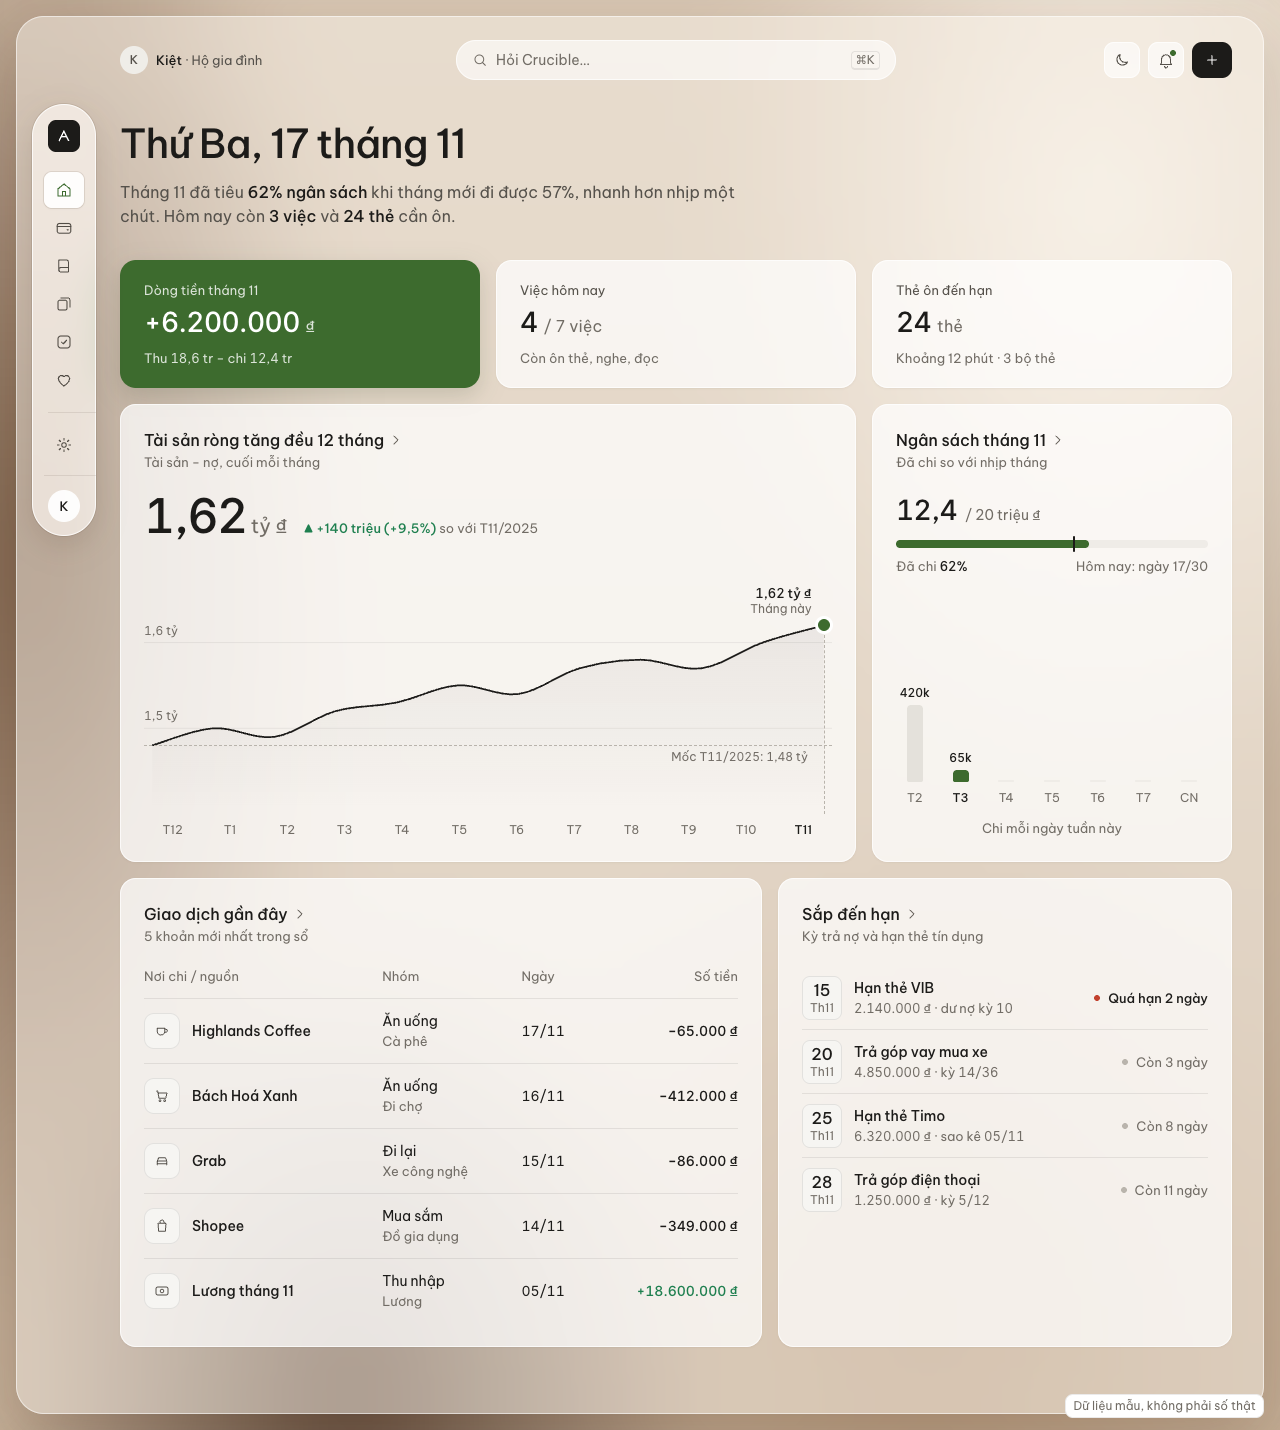 K Kiệt · Hộ gia đình
Hỏi Crucible...
⌘K
A
Thứ Ba, 17 tháng 11
Tháng 11 đã tiêu 62% ngân sách khi tháng mới đi được 57%, nhanh hơn nhịp một
chút. Hôm nay còn 3 việc và 24 thẻ cần ôn.
Dòng tiền tháng 11
+6.200.000 ₫
Thu 18,6 tr − chi 12,4 tr
Việc hôm nay
4 / 7 việc
Còn ôn thẻ, nghe, đọc
Thẻ ôn đến hạn
24 thẻ
Khoảng 12 phút · 3 bộ thẻ
K
Tài sản ròng tăng đều 12 tháng
Tài sản − nợ, cuối mỗi tháng
1,62 tỷ ₫ ▲ +140 triệu (+9,5%) so với T11/2025
1,62 tỷ ₫
Tháng này
1,6 tỷ
1,5 tỷ
Mốc T11/2025: 1,48 tỷ
T12 T1 T2 T3 T4 T5 T6 T7 T8 T9 T10 T11
Ngân sách tháng 11
Đã chi so với nhịp tháng
12,4 / 20 triệu ₫
Đã chi 62% Hôm nay: ngày 17/30
420k
65k
T2 T3 T4 T5 T6 T7 CN
Chi mỗi ngày tuần này
Giao dịch gần đây
5 khoản mới nhất trong sổ
Nơi chi / nguồn Nhóm Ngày Số tiền
Highlands Coffee Ăn uống 17/11 −65.000 ₫
Cà phê
Bách Hoá Xanh Ăn uống 16/11 −412.000 ₫
Đi chợ
Grab Đi lại 15/11 −86.000 ₫
Xe công nghệ
Shopee Mua sắm 14/11 −349.000 ₫
Đồ gia dụng
Lương tháng 11 Thu nhập 05/11 +18.600.000 ₫
Lương
Sắp đến hạn
Kỳ trả nợ và hạn thẻ tín dụng
15 Hạn thẻ VIB Quá hạn 2 ngày
Th11 2.140.000 ₫ · dư nợ kỳ 10
20 Trả góp vay mua xe Còn 3 ngày
Th11 4.850.000 ₫ · kỳ 14/36
25 Hạn thẻ Timo Còn 8 ngày
Th11 6.320.000 ₫ · sao kê 05/11
28 Trả góp điện thoại Còn 11 ngày
Th11 1.250.000 ₫ · kỳ 5/12
Dữ liệu mẫu, không phải số thật